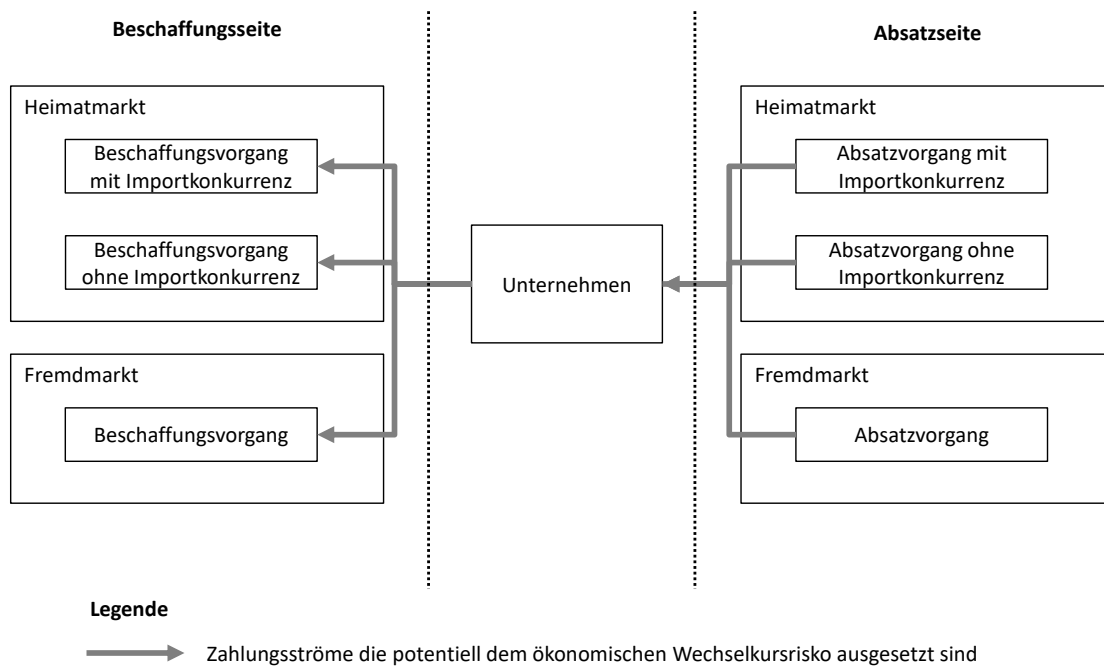 Beschaffungsseite
Absatzseite
Heimatmarkt
Beschaffungsvorgang
mit Importkonkurrenz
Beschaffungsvorgang
ohne Importkonkurrenz
Fremdmarkt
Beschaffungsvorgang
Unternehmen
Heimatmarkt
Absatzvorgang mit
Importkonkurrenz
Absatzvorgang ohne
Importkonkurrenz
Fremdmarkt
Absatzvorgang
Legende
Zahlungsströme die potentiell dem ökonomischen Wechselkursrisiko ausgesetzt sind